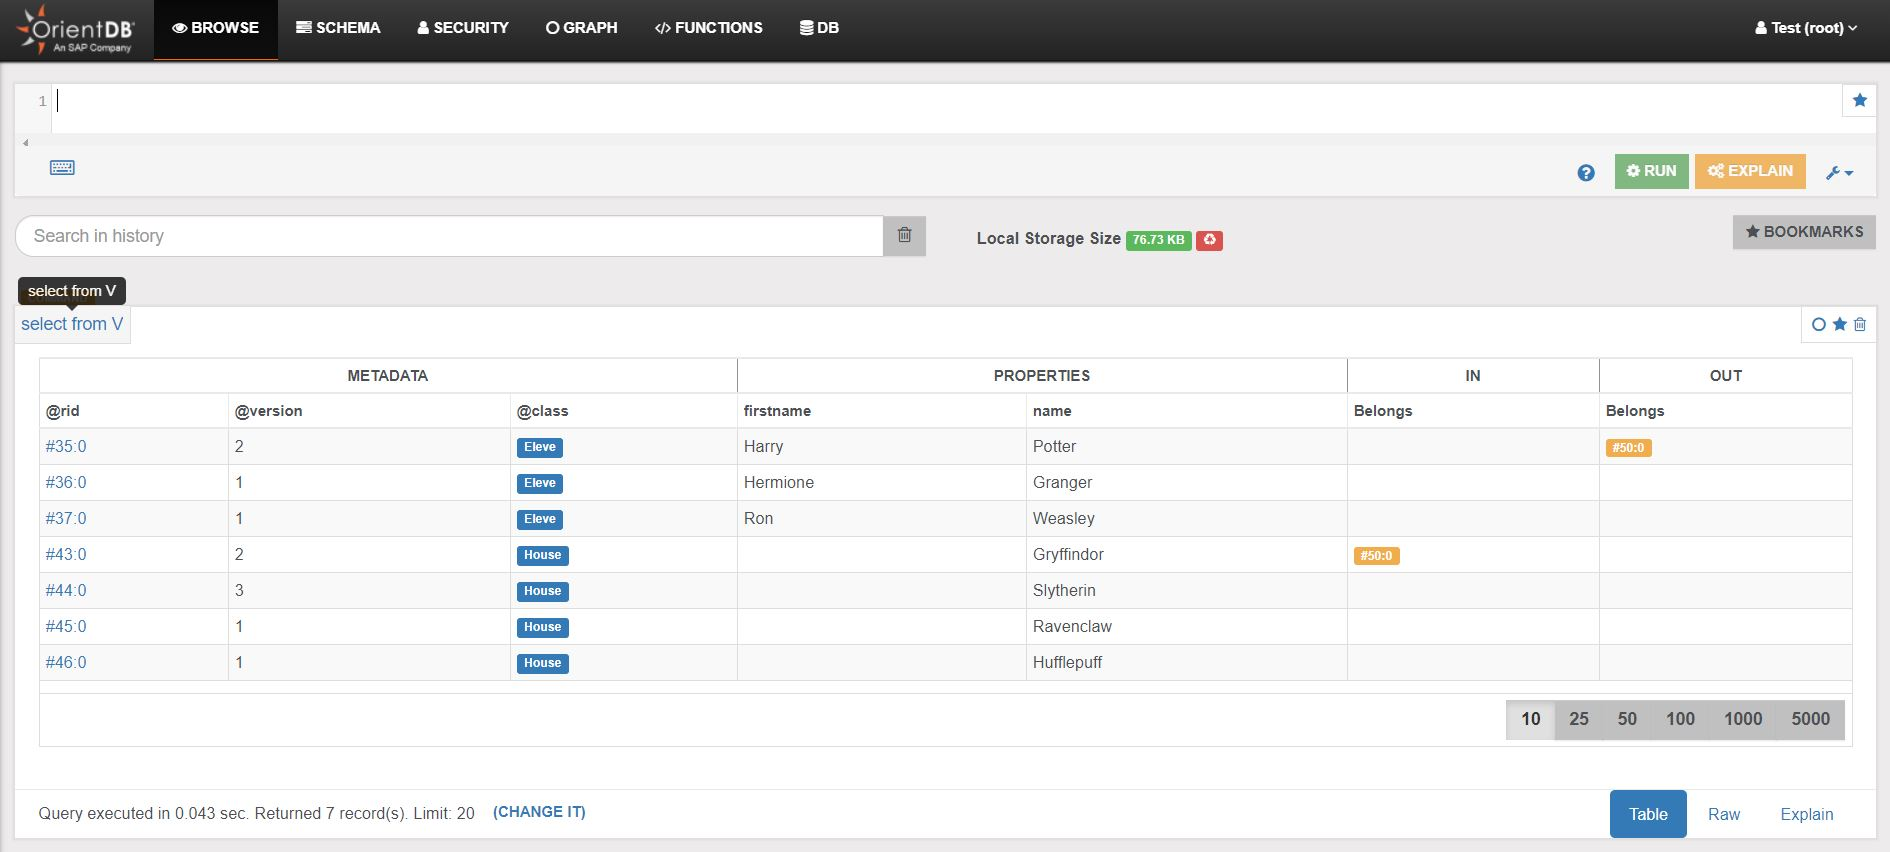 OrientDB BROWSE SCHEMA SECURITY GRAPH FUNCTIONS DB Test (root)
An SAP Company
1
RUN EXPLAIN
Search in history Local Storage Size 76.73 KB BOOKMARKS
select from V
select from V
METADATA PROPERTIES IN OUT
@rid @version @class firstname name Belongs Belongs
#35:0 2 Eleve Harry Potter #50:0
#36:0 1 Eleve Hermione Granger
#37:0 1 Eleve Ron Weasley
#43:0 2 House Gryffindor #50:0
#44:0 3 House Slytherin
#45:0 1 House Ravenclaw
#46:0 1 House Hufflepuff
10 25 50 100 1000 5000
Query executed in 0.043 sec. Returned 7 record(s). Limit: 20 (CHANGE IT) Table Raw Explain